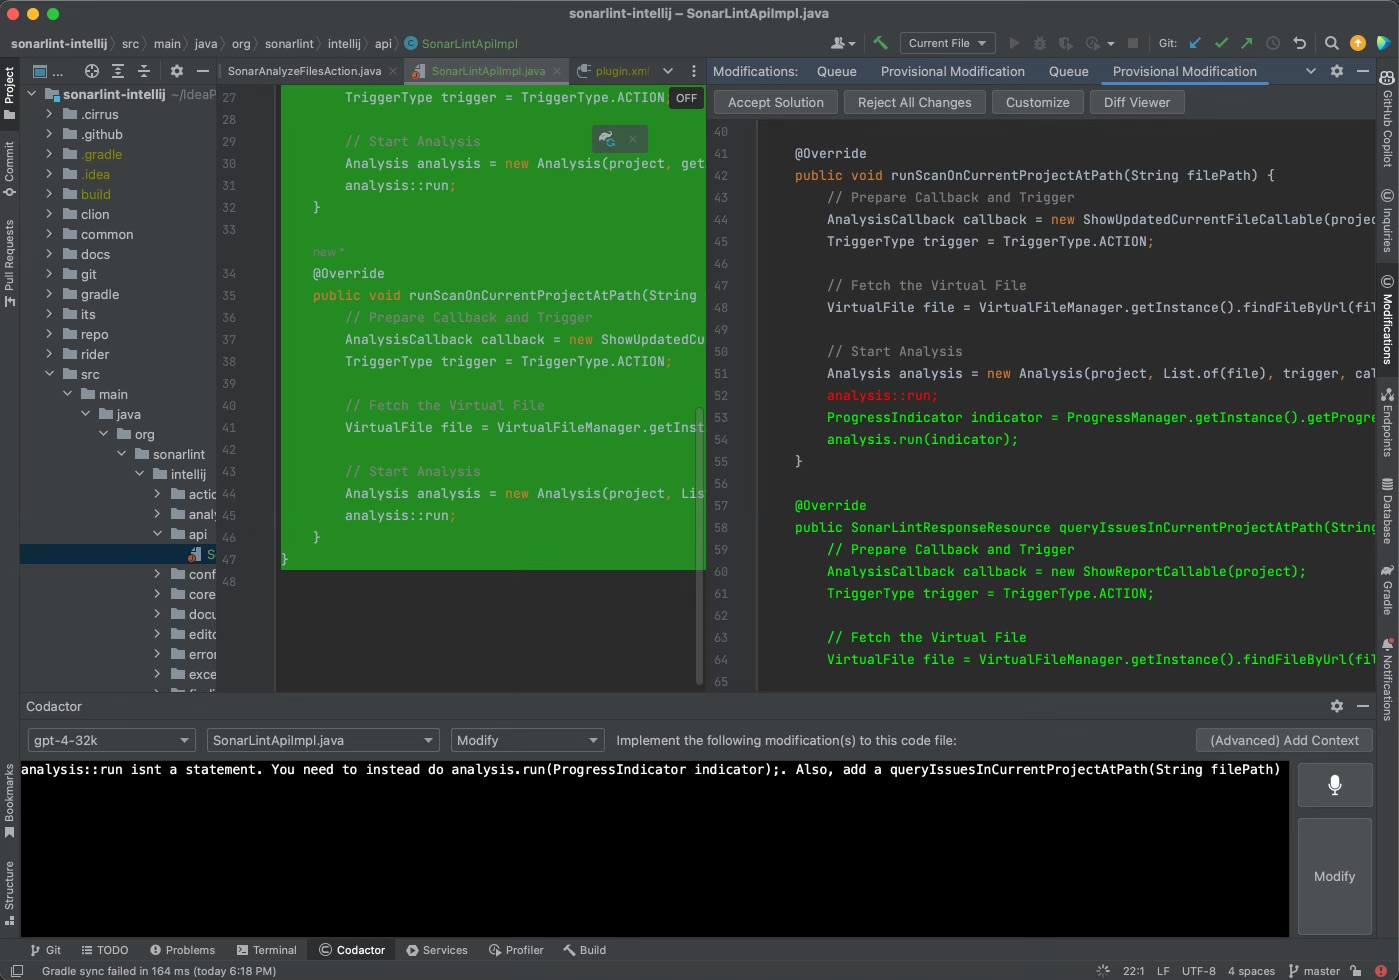 sonarlint-intellij – SonarLintApiImpl.java
sonarlint-intellij src main java org sonarlint intellij api SonarLintApiImpl
Current File
Git:
Project
Commit
Pull Requests
Bookmarks
Structure
...
sonarlint-intellij ~/IdeaP
.cirrus
.github
.gradle
.idea
build
clion
common
docs
git
gradle
its
repo
rider
src
main
java
org
sonarlint
intellij
actic
analy
api
S
conf
core
docu
edito
error
exce
SonarAnalyzeFilesAction.java
SonarLintApiImpl.java
plugin.xml
OFF
27 TriggerType trigger = TriggerType.ACTION;
28
29 // Start Analysis
30 Analysis analysis = new Analysis(project, get
31 analysis::run;
32 }
33
new *
34 @Override
35 public void runScanOnCurrentProjectAtPath(String
36 // Prepare Callback and Trigger
37 AnalysisCallback callback = new ShowUpdatedCu
38 TriggerType trigger = TriggerType.ACTION;
39
40 // Fetch the Virtual File
41 VirtualFile file = VirtualFileManager.getInst
42
43 // Start Analysis
44 Analysis analysis = new Analysis(project, Lis
45 analysis::run;
46 }
47 }
48
Modifications: Queue Provisional Modification Queue Provisional Modification
Accept Solution Reject All Changes Customize Diff Viewer
40
41 @Override
42 public void runScanOnCurrentProjectAtPath(String filePath) {
43 // Prepare Callback and Trigger
44 AnalysisCallback callback = new ShowUpdatedCurrentFileCallable(projec
45 TriggerType trigger = TriggerType.ACTION;
46
47 // Fetch the Virtual File
48 VirtualFile file = VirtualFileManager.getInstance().findFileByUrl(fil
49
50 // Start Analysis
51 Analysis analysis = new Analysis(project, List.of(file), trigger, cal
52 analysis::run;
53 ProgressIndicator indicator = ProgressManager.getInstance().getProgre
54 analysis.run(indicator);
55 }
56
57 @Override
58 public SonarLintResponseResource queryIssuesInCurrentProjectAtPath(String
59 // Prepare Callback and Trigger
60 AnalysisCallback callback = new ShowReportCallable(project);
61 TriggerType trigger = TriggerType.ACTION;
62
63 // Fetch the Virtual File
64 VirtualFile file = VirtualFileManager.getInstance().findFileByUrl(fil
65
GitHub Copilot
Inquiries
Modifications
Endpoints
Database
Gradle
Notifications
Codactor
gpt-4-32k
SonarLintApiImpl.java
Modify
Implement the following modification(s) to this code file:
(Advanced) Add Context
analysis::run isnt a statement. You need to instead do analysis.run(ProgressIndicator indicator);. Also, add a queryIssuesInCurrentProjectAtPath(String filePath)
Modify
Git TODO Problems Terminal Codactor Services Profiler Build
Gradle sync failed in 164 ms (today 6:18 PM)
22:1 LF UTF-8 4 spaces master